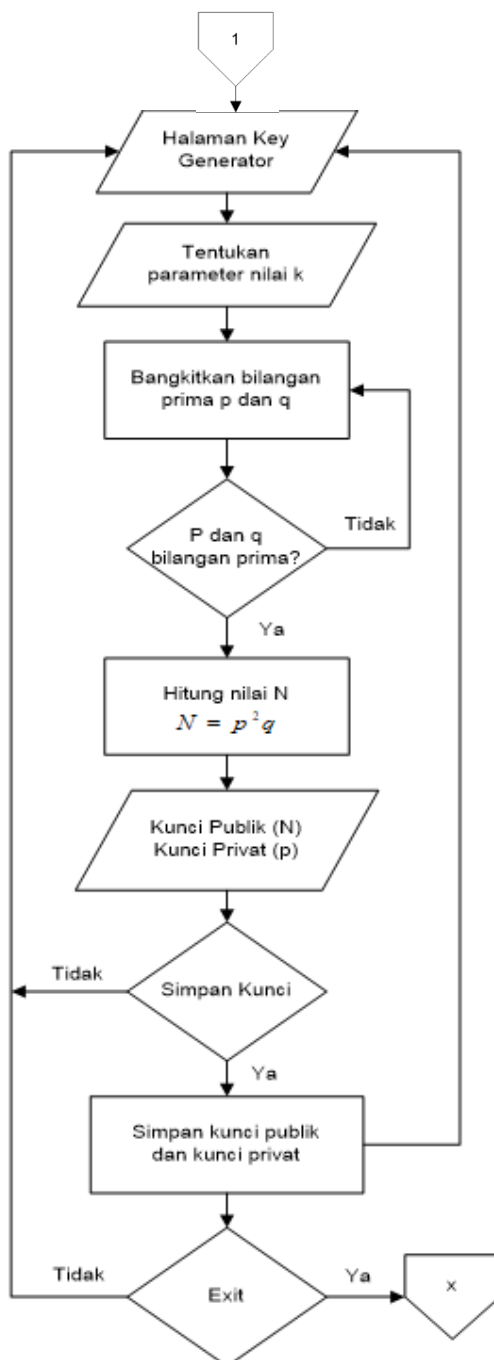 1
Halaman Key
Generator
Tentukan
parameter nilai k
Bangkitkan bilangan
prima p dan q
P dan q
bilangan prima?
Tidak
Ya
Hitung nilai N
N = p² q
Kunci Publik (N)
Kunci Privat (p)
Tidak
Simpan Kunci
Ya
Simpan kunci publik
dan kunci privat
Tidak
Exit
Ya
x